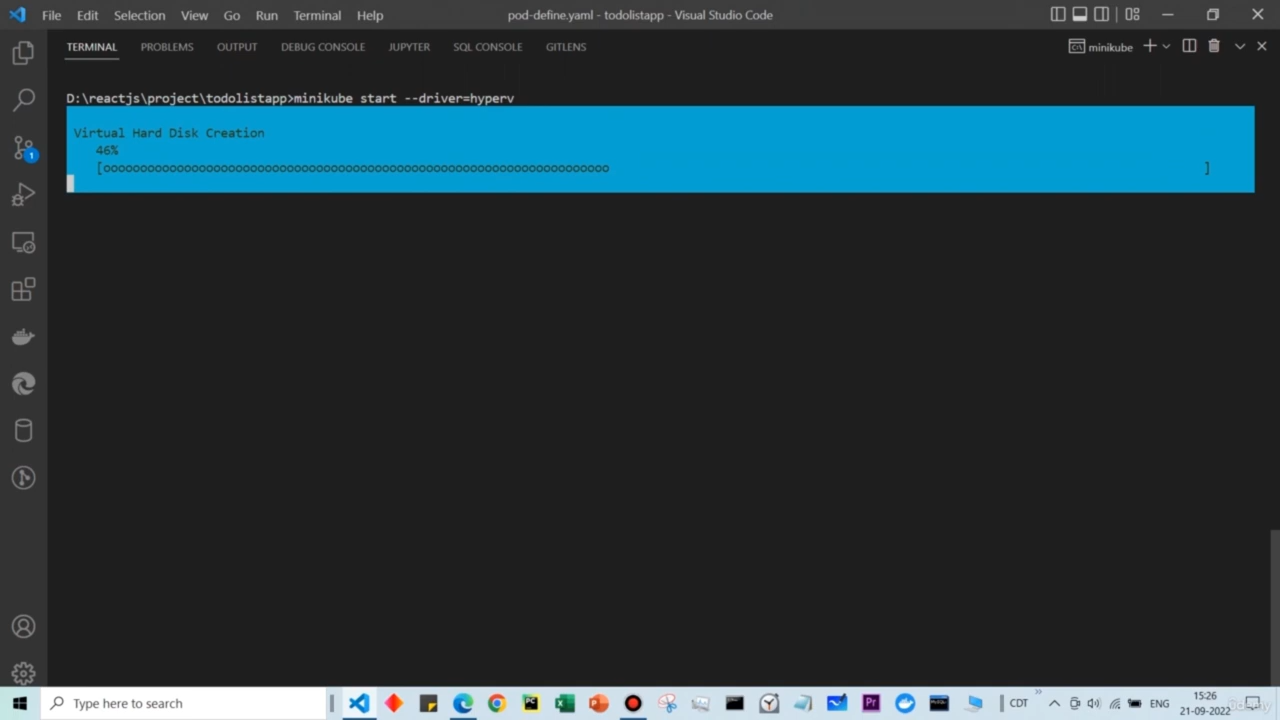 File Edit Selection View Go Run Terminal Help pod-define.yaml - todolistapp - Visual Studio Code
TERMINAL PROBLEMS OUTPUT DEBUG CONSOLE JUPYTER SQL CONSOLE GITLENS minikube
D:\reactjs\project\todolistapp>minikube start --driver=hyperv
Virtual Hard Disk Creation
46%
[ooooooooooooooooooooooooooooooooooooooooooooooooooooooooooooooooooooo ]
1
Type here to search CDT ENG 15:26
21-09-2022
Udemy